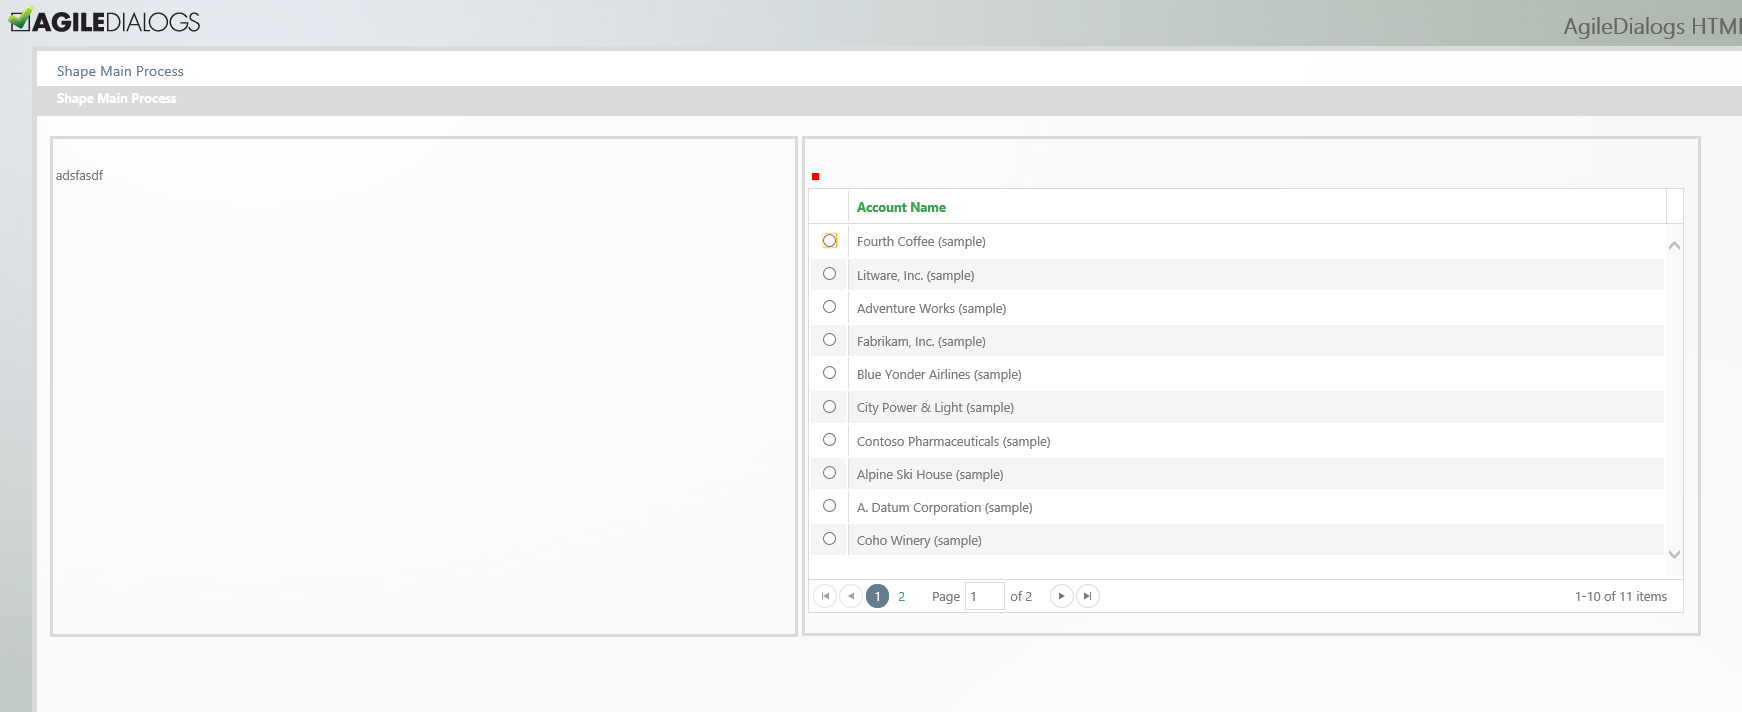 AGILEDIALOGS
AgileDialogs HTML
Shape Main Process
Shape Main Process
adsfasdf
Account Name
Fourth Coffee (sample)
Litware, Inc. (sample)
Adventure Works (sample)
Fabrikam, Inc. (sample)
Blue Yonder Airlines (sample)
City Power & Light (sample)
Contoso Pharmaceuticals (sample)
Alpine Ski House (sample)
A. Datum Corporation (sample)
Coho Winery (sample)
1 2 Page 1 of 2 1-10 of 11 items